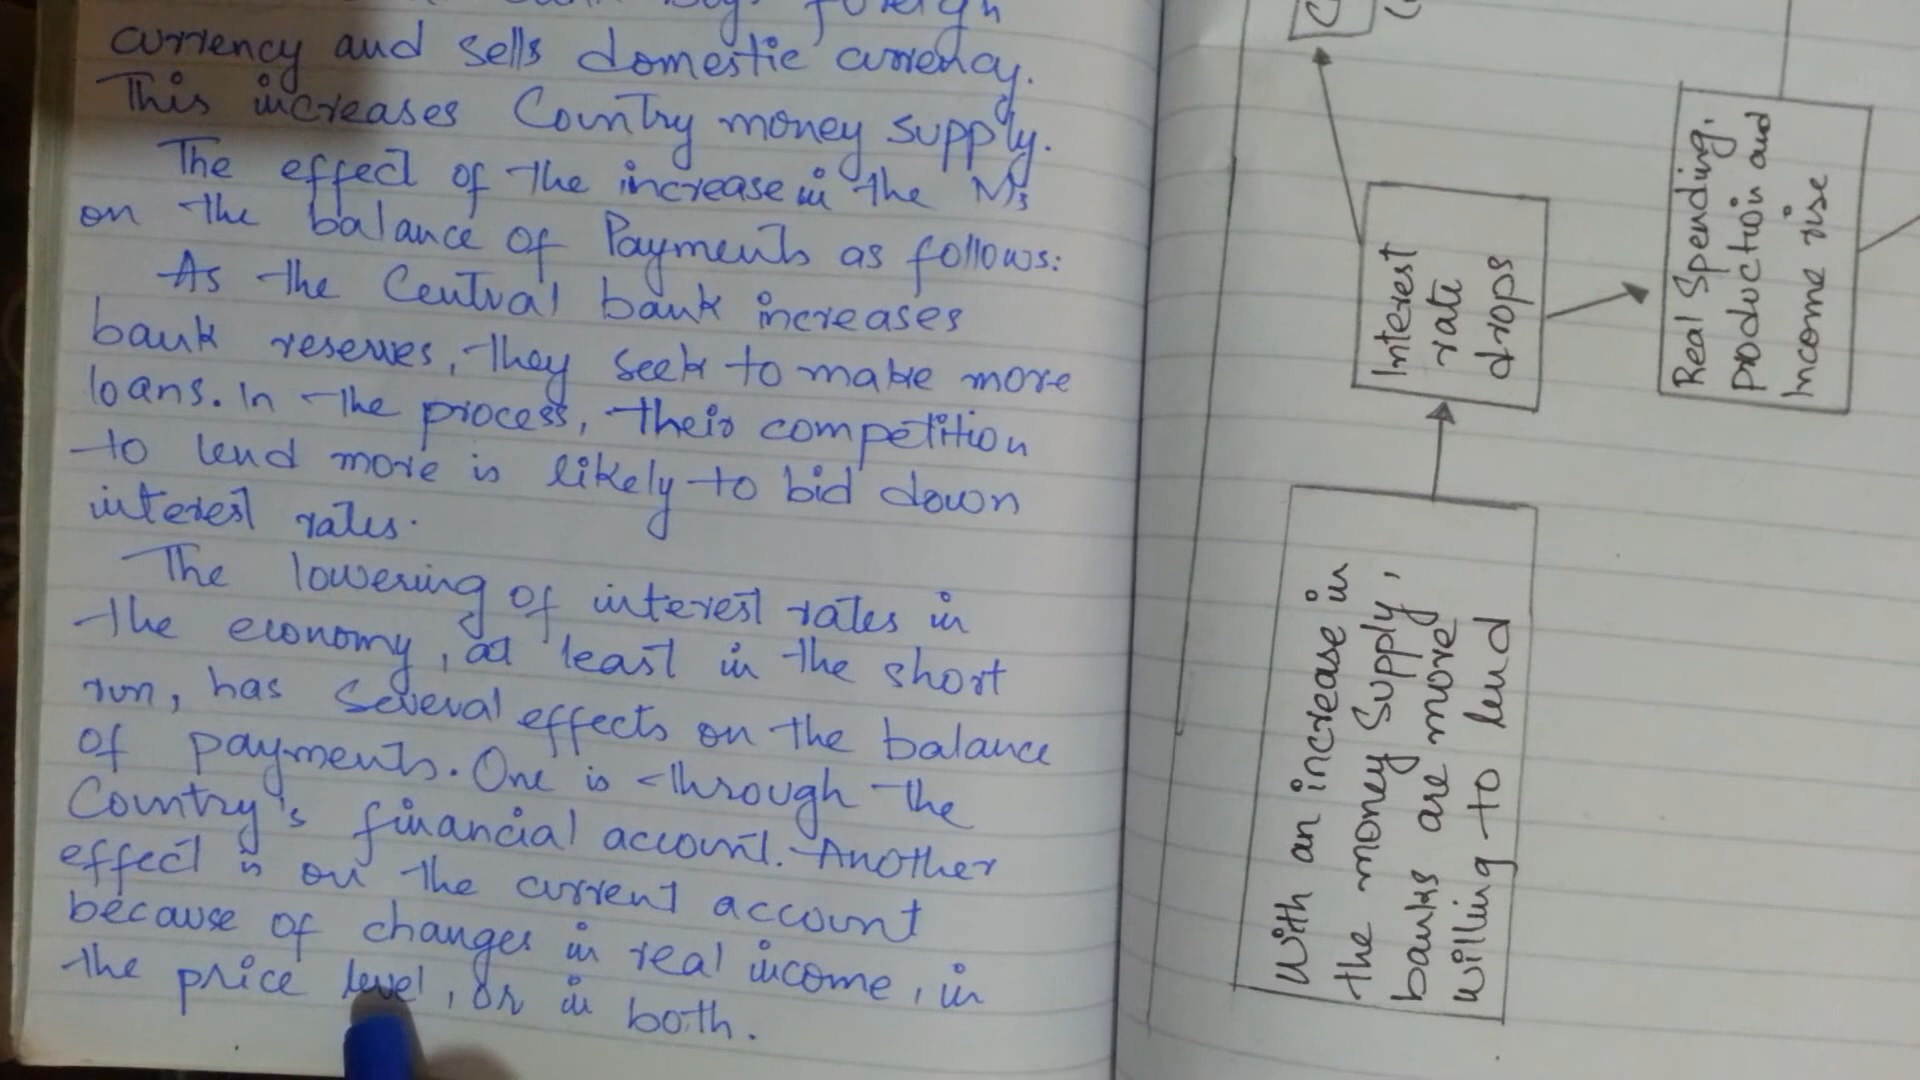 foreign
currency and sells domestic currency.
This increases Country money supply.
The effect of the increase in the Ms
on the balance of Payments as follows:
As the Central bank increases
bank reserves, they seek to make more
loans. In the process, their competition
to lend more is likely to bid down
interest rates.
The lowering of interest rates in
the economy, at least in the short
run, has several effects on the balance
of payments. One is through the
Country's financial account. Another
effect is on the current account
because of changes in real income, in
the price level, or in both.
With an increase in
the money supply,
banks are more
willing to lend
Interest
rate
drops
Real Spending,
production and
Income rise